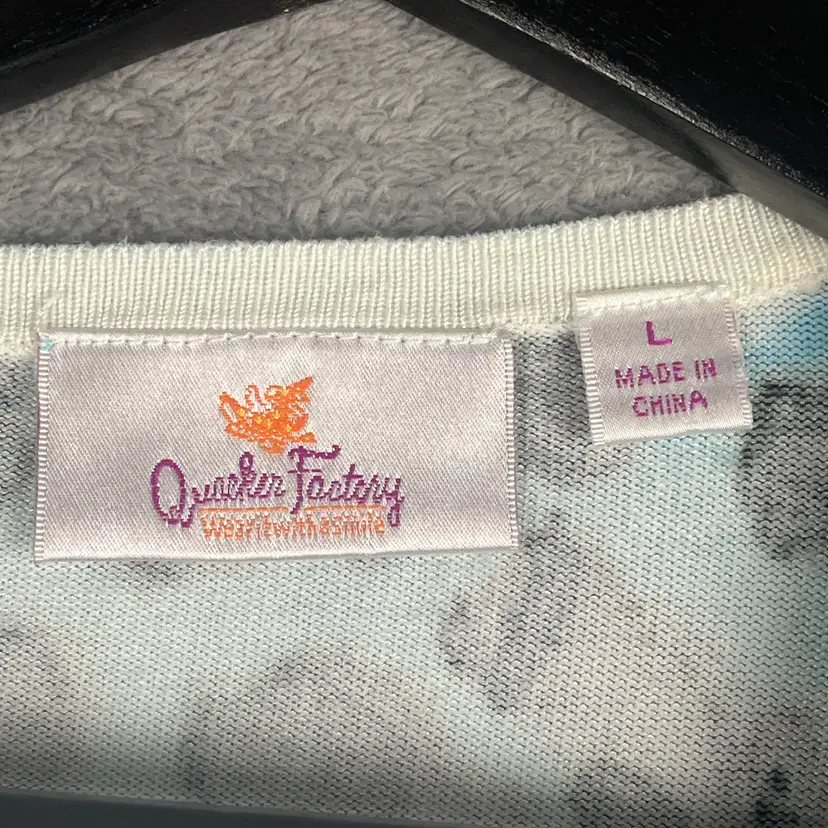 Quacker Factory
Wear it with a smile
L
MADE IN
CHINA